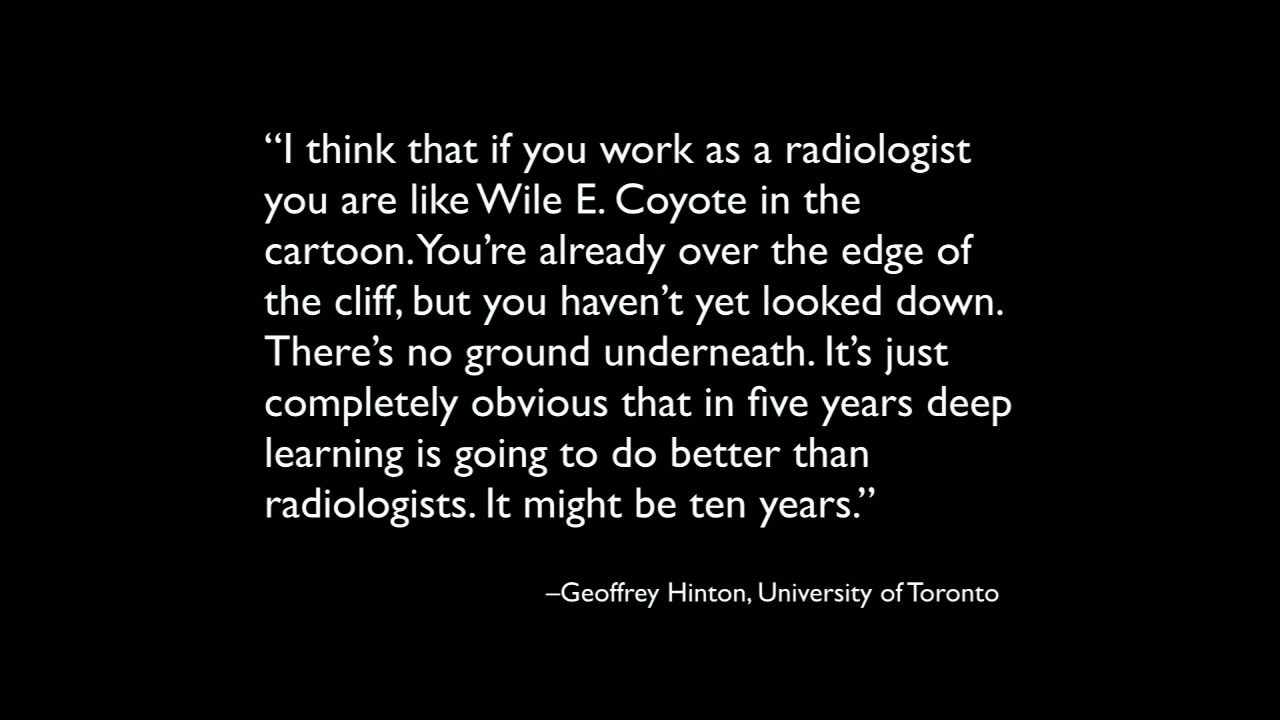 “I think that if you work as a radiologist
you are like Wile E. Coyote in the
cartoon. You’re already over the edge of
the cliff, but you haven’t yet looked down.
There’s no ground underneath. It’s just
completely obvious that in five years deep
learning is going to do better than
radiologists. It might be ten years.”
–Geoffrey Hinton, University of Toronto